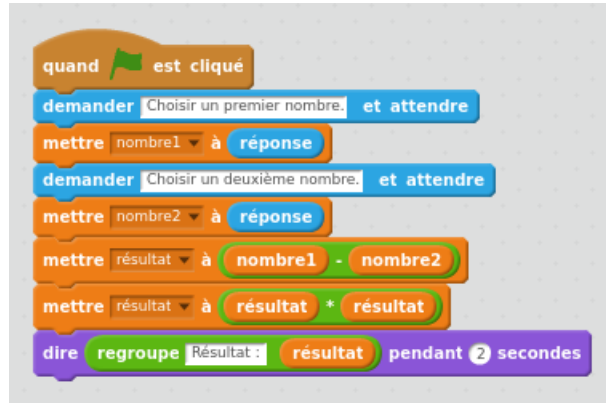 quand est cliqué
demander Choisir un premier nombre. et attendre
mettre nombre1 à réponse
demander Choisir un deuxième nombre. et attendre
mettre nombre2 à réponse
mettre résultat à nombre1 - nombre2
mettre résultat à résultat * résultat
dire regroupe Résultat : résultat pendant 2 secondes